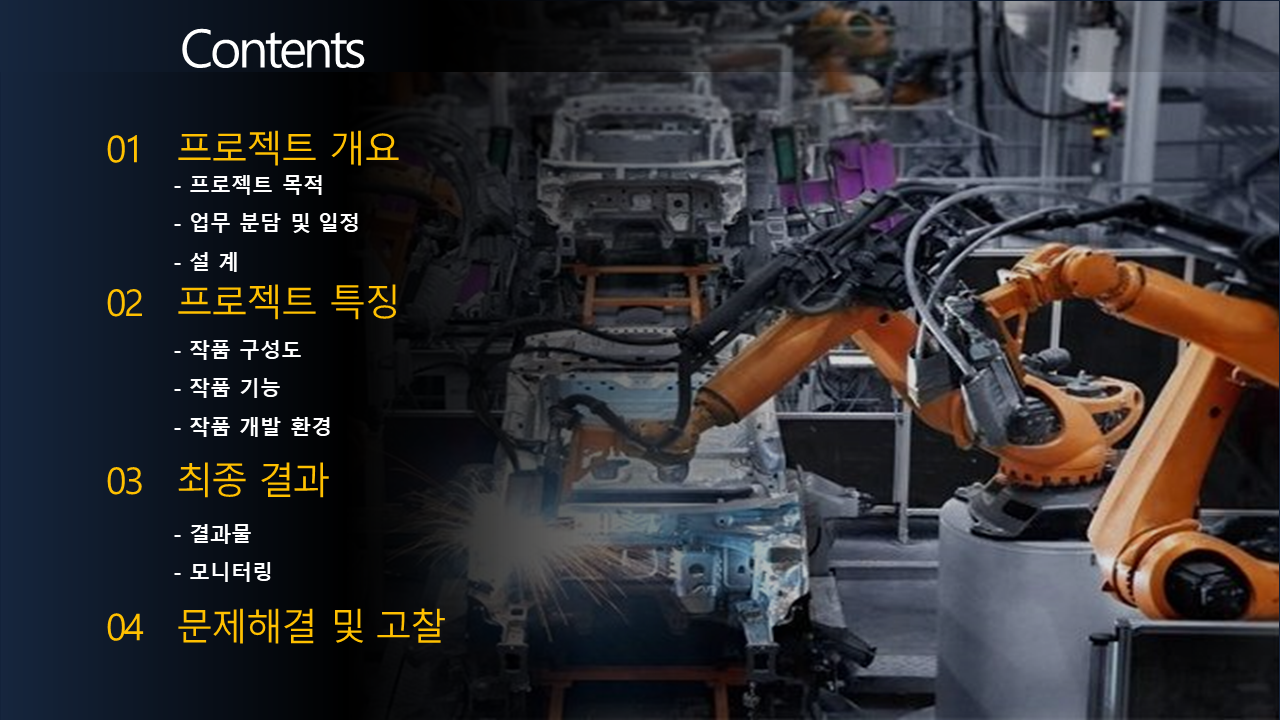 Contents
01 프로젝트 개요
- 프로젝트 목적
- 업무 분담 및 일정
- 설 계
02 프로젝트 특징
- 작품 구성도
- 작품 기능
- 작품 개발 환경
03 최종 결과
- 결과물
- 모니터링
04 문제해결 및 고찰